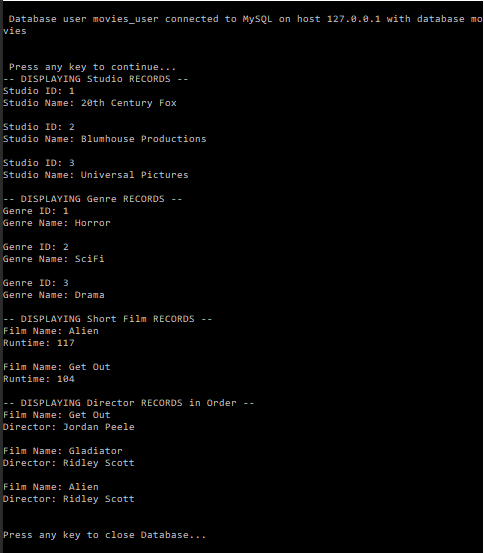 Database user movies_user connected to MySQL on host 127.0.0.1 with database mo
vies
Press any key to continue...
-- DISPLAYING Studio RECORDS --
Studio ID: 1
Studio Name: 20th Century Fox
Studio ID: 2
Studio Name: Blumhouse Productions
Studio ID: 3
Studio Name: Universal Pictures
-- DISPLAYING Genre RECORDS --
Genre ID: 1
Genre Name: Horror
Genre ID: 2
Genre Name: SciFi
Genre ID: 3
Genre Name: Drama
-- DISPLAYING Short Film RECORDS --
Film Name: Alien
Runtime: 117
Film Name: Get Out
Runtime: 104
-- DISPLAYING Director RECORDS in Order --
Film Name: Get Out
Director: Jordan Peele
Film Name: Gladiator
Director: Ridley Scott
Film Name: Alien
Director: Ridley Scott
Press any key to close Database...